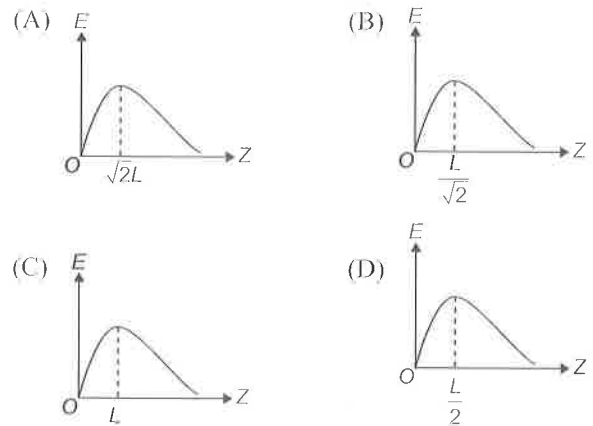 (A) E
O √2L Z
(B) E
O L/√2 Z
(C) E
O L Z
(D) E
O L/2 Z